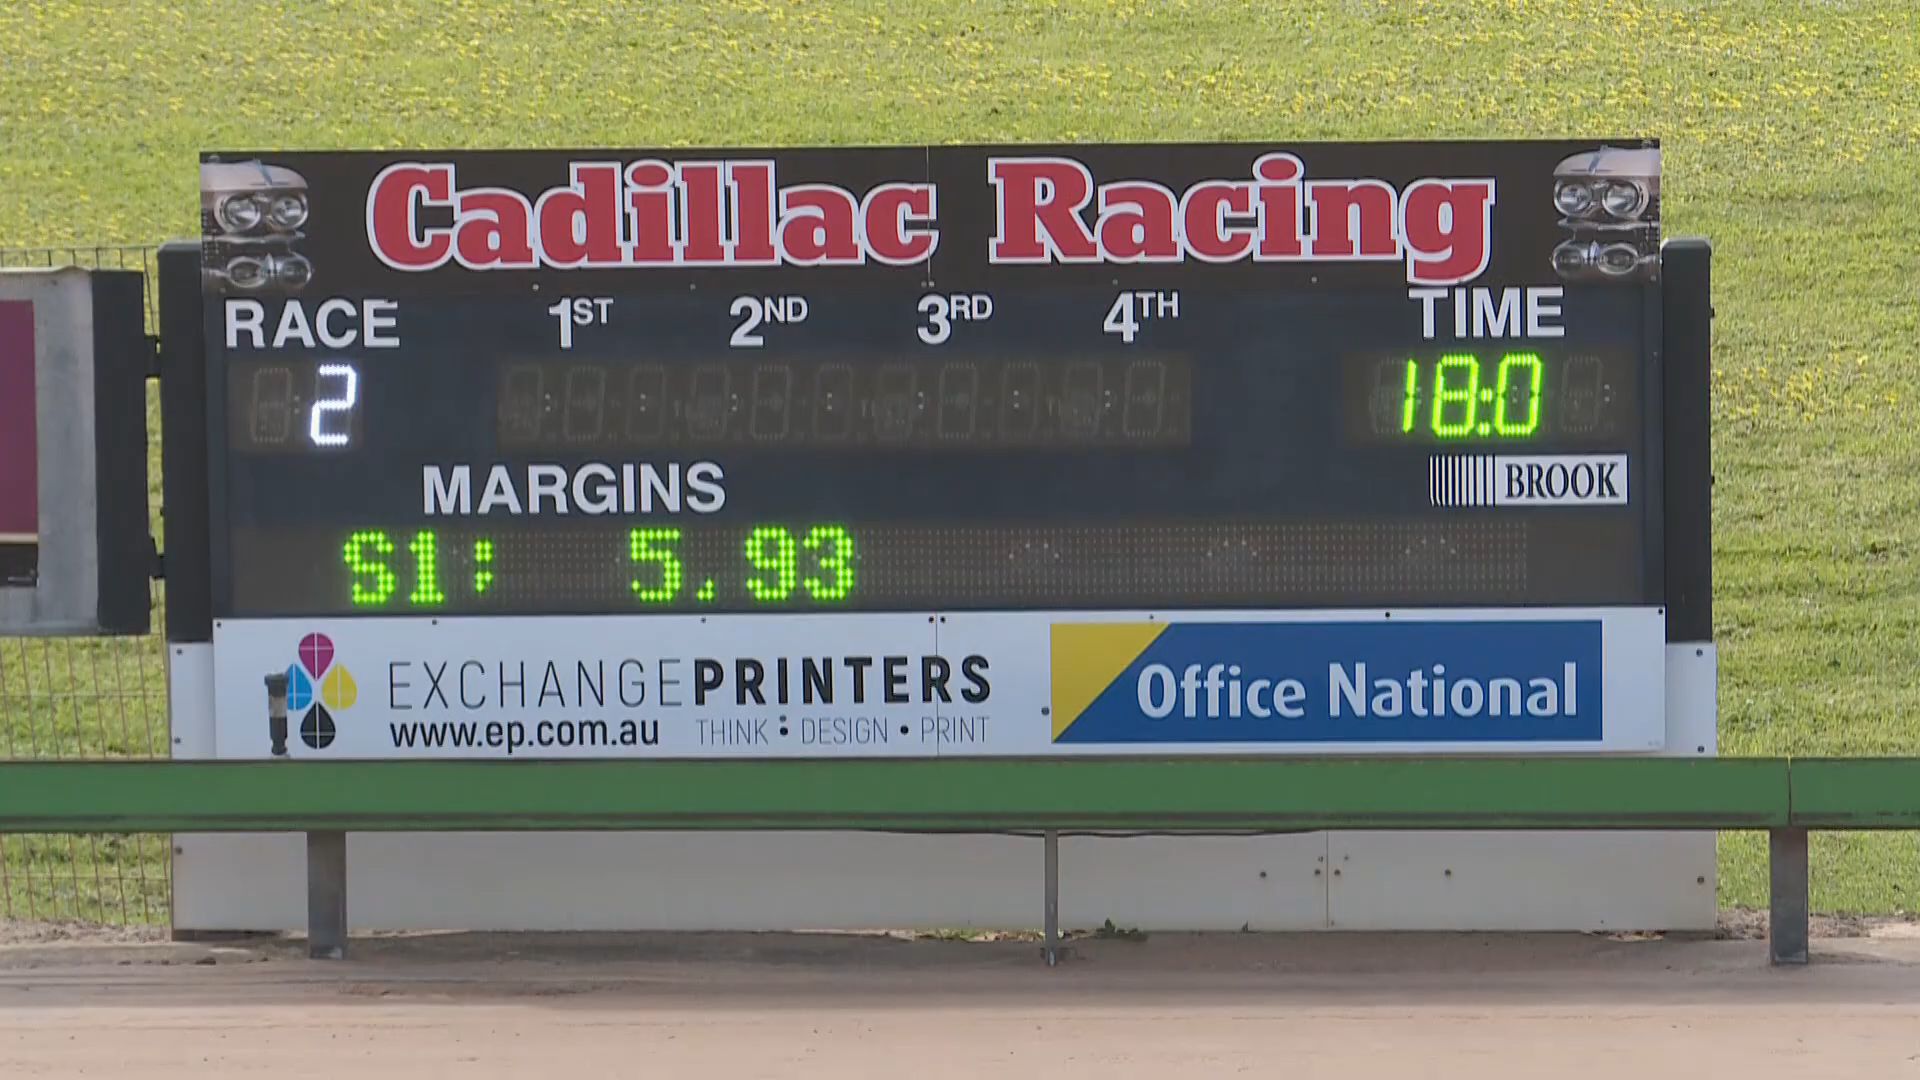 Cadillac Racing
RACE 1ST 2ND 3RD 4TH TIME
2 18:0
MARGINS BROOK
S1: 5.93
EXCHANGEPRINTERS
www.ep.com.au THINK • DESIGN • PRINT
Office National